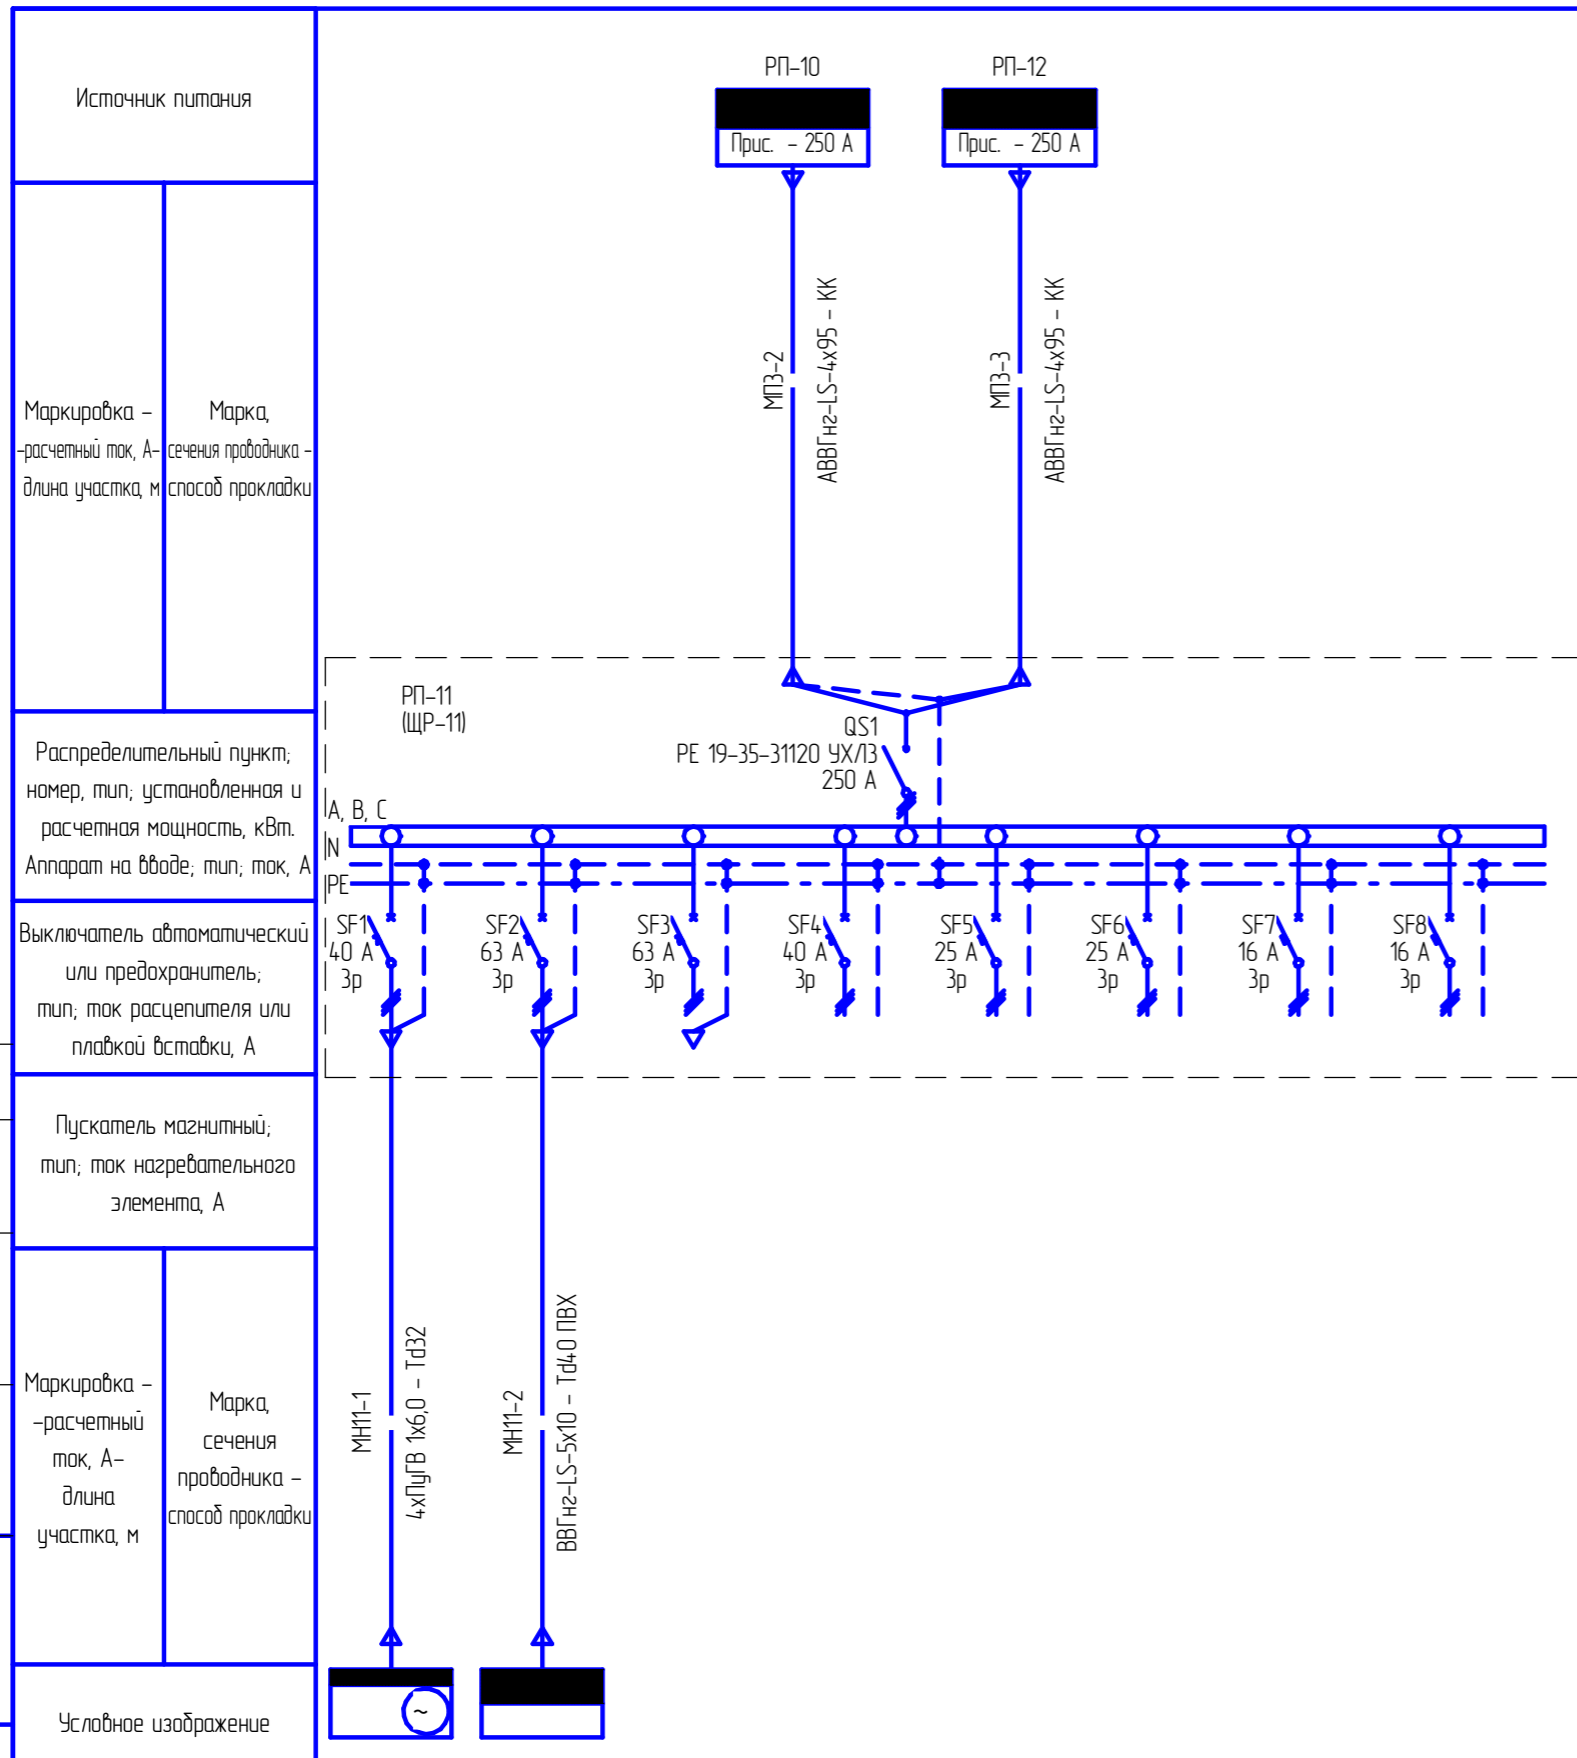 Источник питания
РП-10
РП-12
Прис. - 250 А
Прис. - 250 А
Маркировка -
-расчетный ток, А-
длина участка, м
Марка,
сечения проводника -
способ прокладки
МП3-2
АВВГнг-LS-4х95 - КК
МП3-3
АВВГнг-LS-4х95 - КК
Распределительный пункт;
номер, тип; установленная и
расчетная мощность, кВт.
Аппарат на вводе; тип; ток, А
РП-11
(ЩР-11)
QS1
РЕ 19-35-31120 УХЛ3
250 А
А, В, С
N
PE
Выключатель автоматический
или предохранитель;
тип; ток расцепителя или
плавкой вставки, А
SF1
40 А
3р
SF2
63 А
3р
SF3
63 А
3р
SF4
40 А
3р
SF5
25 А
3р
SF6
25 А
3р
SF7
16 А
3р
SF8
16 А
3р
Пускатель магнитный;
тип; ток нагревательного
элемента, А
Маркировка -
-расчетный
ток, А-
длина
участка, м
Марка,
сечения
проводника -
способ прокладки
МН11-1
4хПуГВ 1х6,0 - Td32
МН11-2
ВВГнг-LS-5х10 - Td40 ПВХ
Условное изображение
~